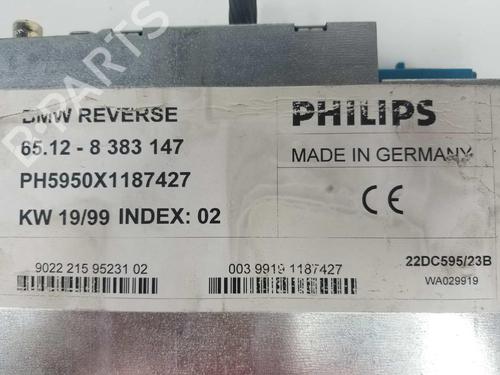 BMW REVERSE
65.12 - 8 383 147
PH5950X1187427
KW 19/99 INDEX: 02
PHILIPS
MADE IN GERMANY
CE
9022 215 95231 02
003 9919 1187427
22DC595/23B
WA029919
B-PARTS